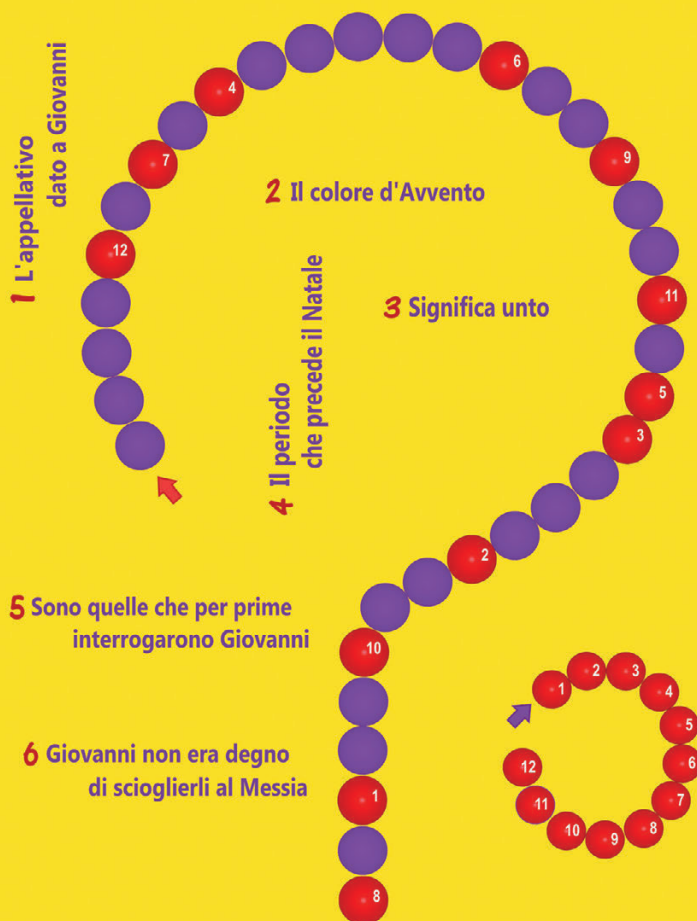 1 L'appellativo
dato a Giovanni
2 Il colore d'Avvento
3 Significa unto
4 Il periodo
che precede il Natale
5 Sono quelle che per prime
interrogarono Giovanni
6 Giovanni non era degno
di scioglierli al Messia
12
7
4
6
9
11
5
3
2
10
1
8
1
2
3
4
5
6
7
8
9
10
11
12